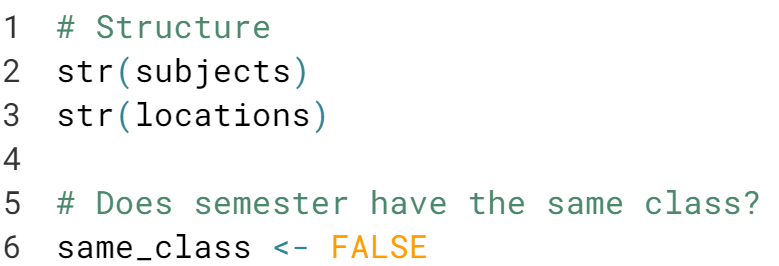 1 # Structure
2 str(subjects)
3 str(locations)
4
5 # Does semester have the same class?
6 same_class <- FALSE